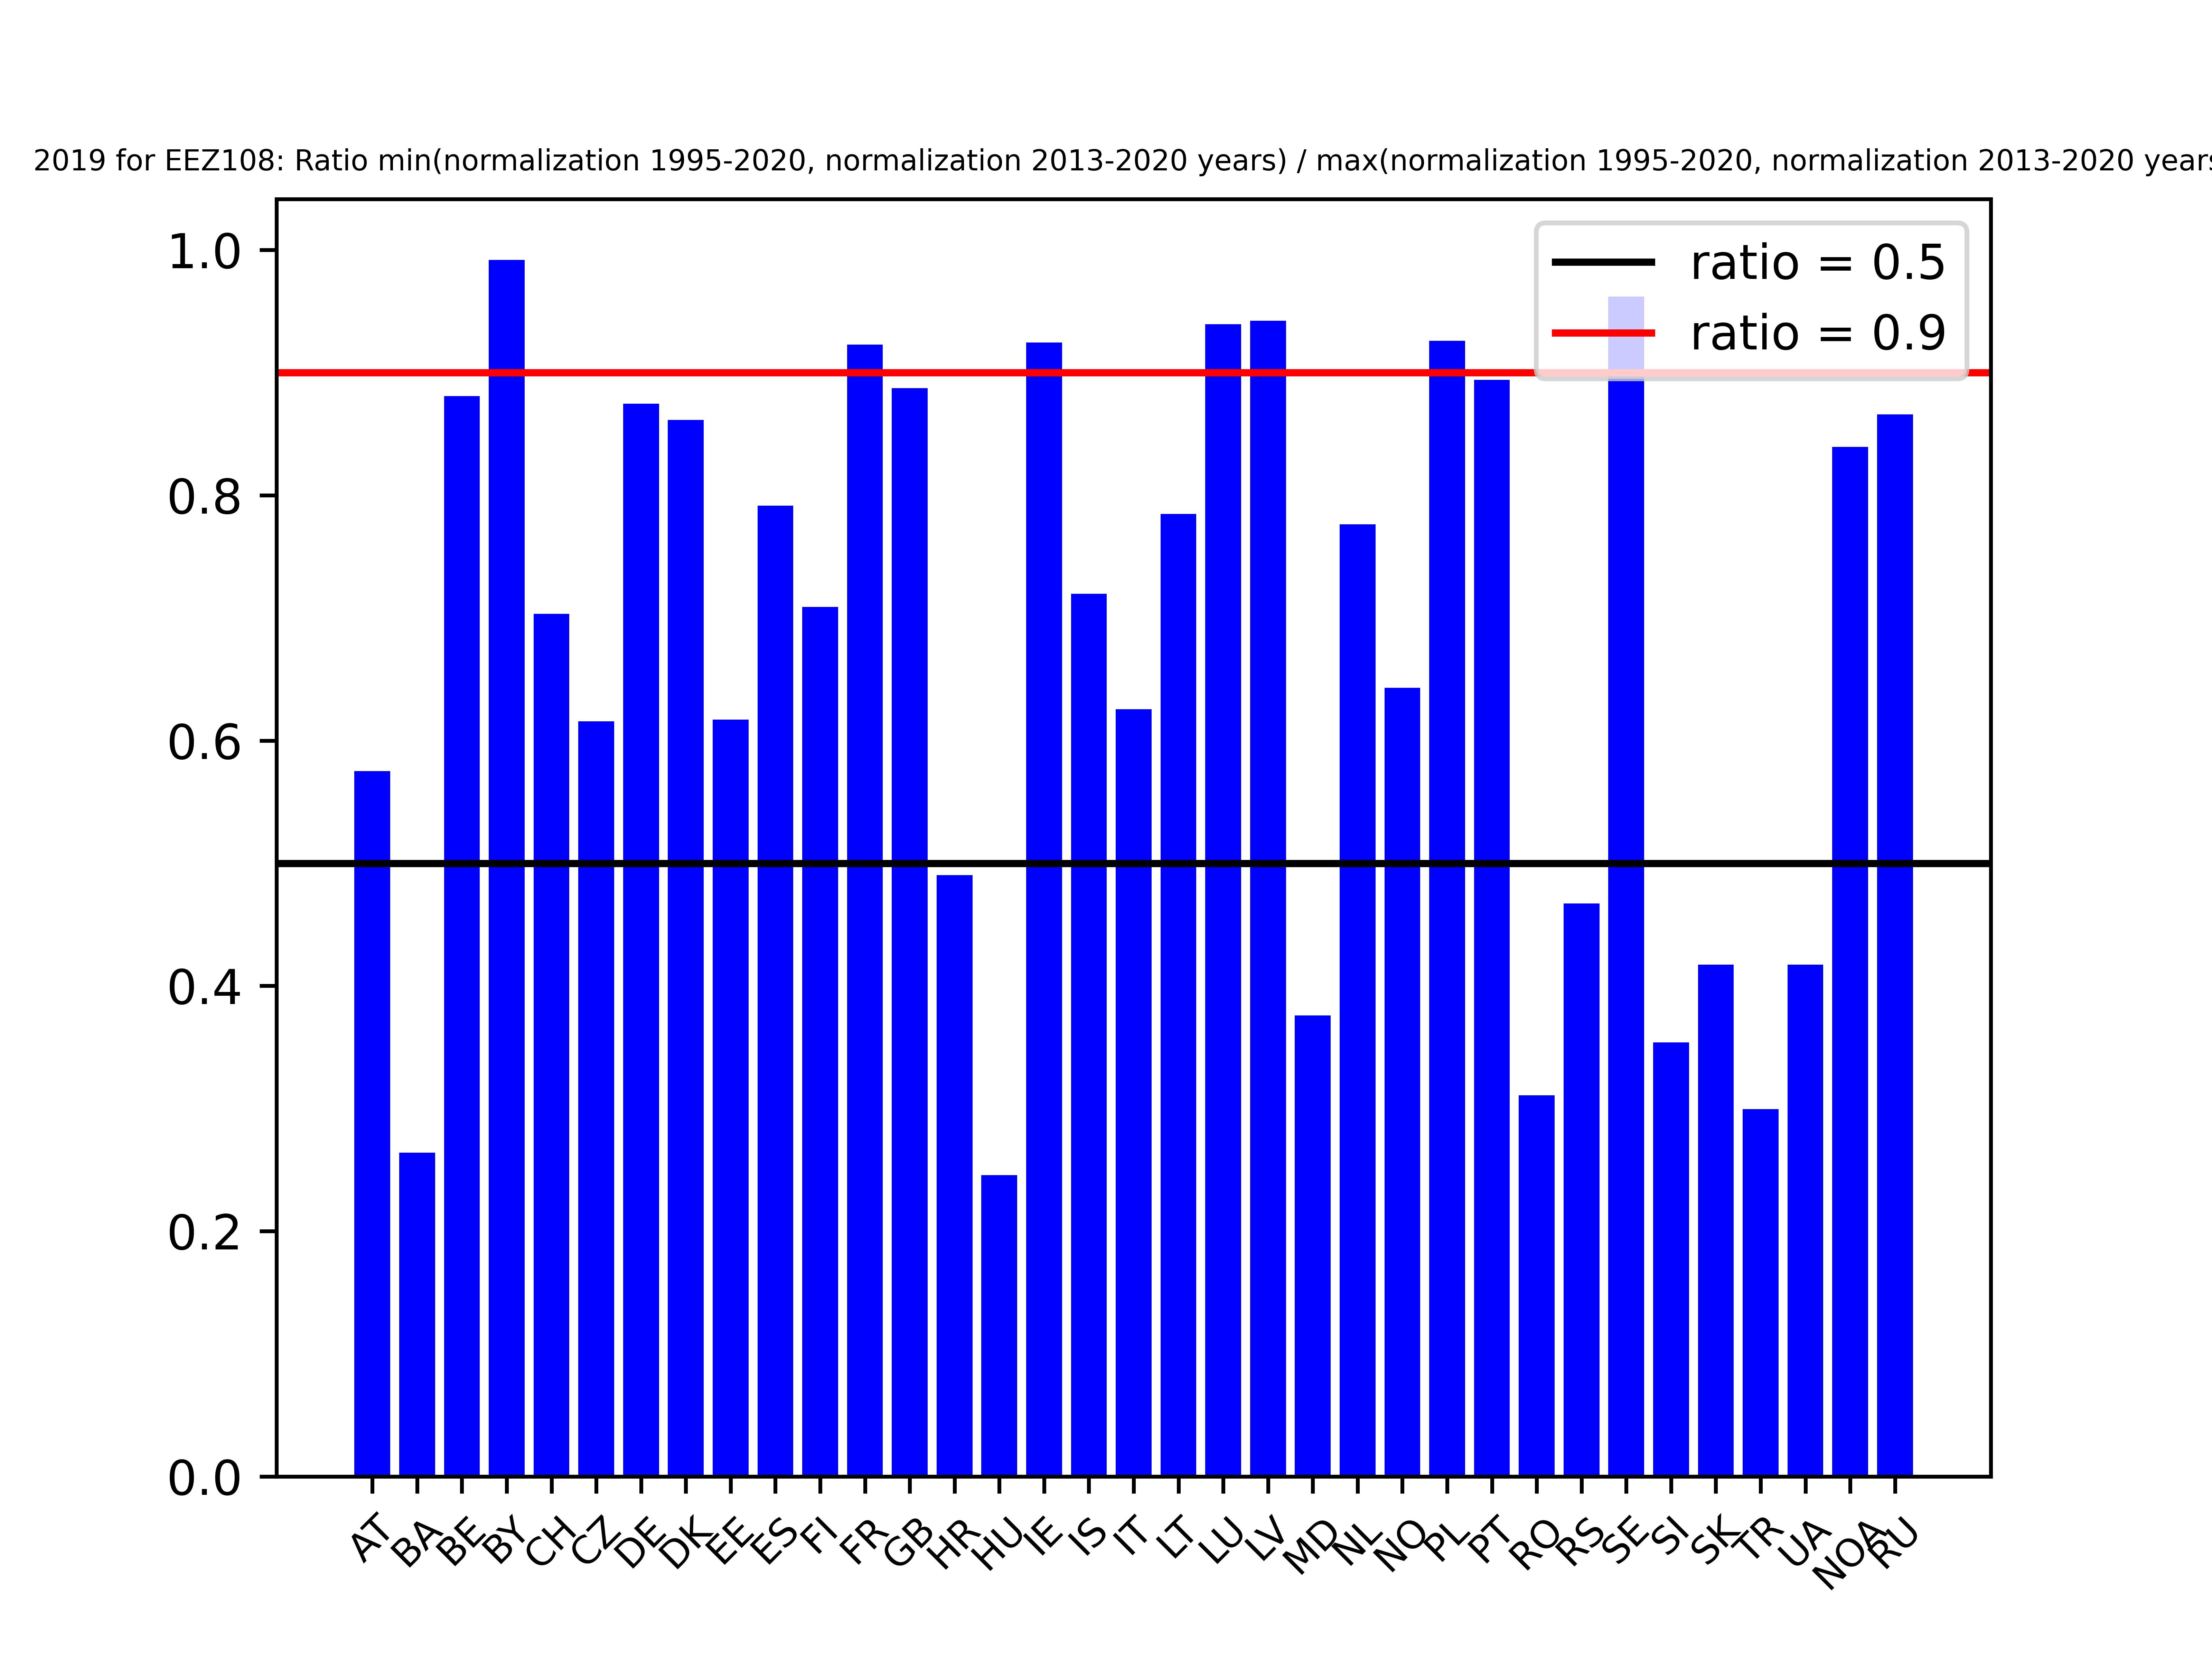 2019 for EEZ108: Ratio min(normalization 1995-2020, normalization 2013-2020 years) / max(normalization 1995-2020, normalization 2013-2020 years
1.0
ratio = 0.5
ratio = 0.9
0.8
0.6
0.4
0.2
0.0
AT BA BE BY CH CZ DE DK EE ES FI FR GB HR HU IE IS IT LT LU LV MD NL NO PL PT RO RS SE SI SK TR UA NOA RU